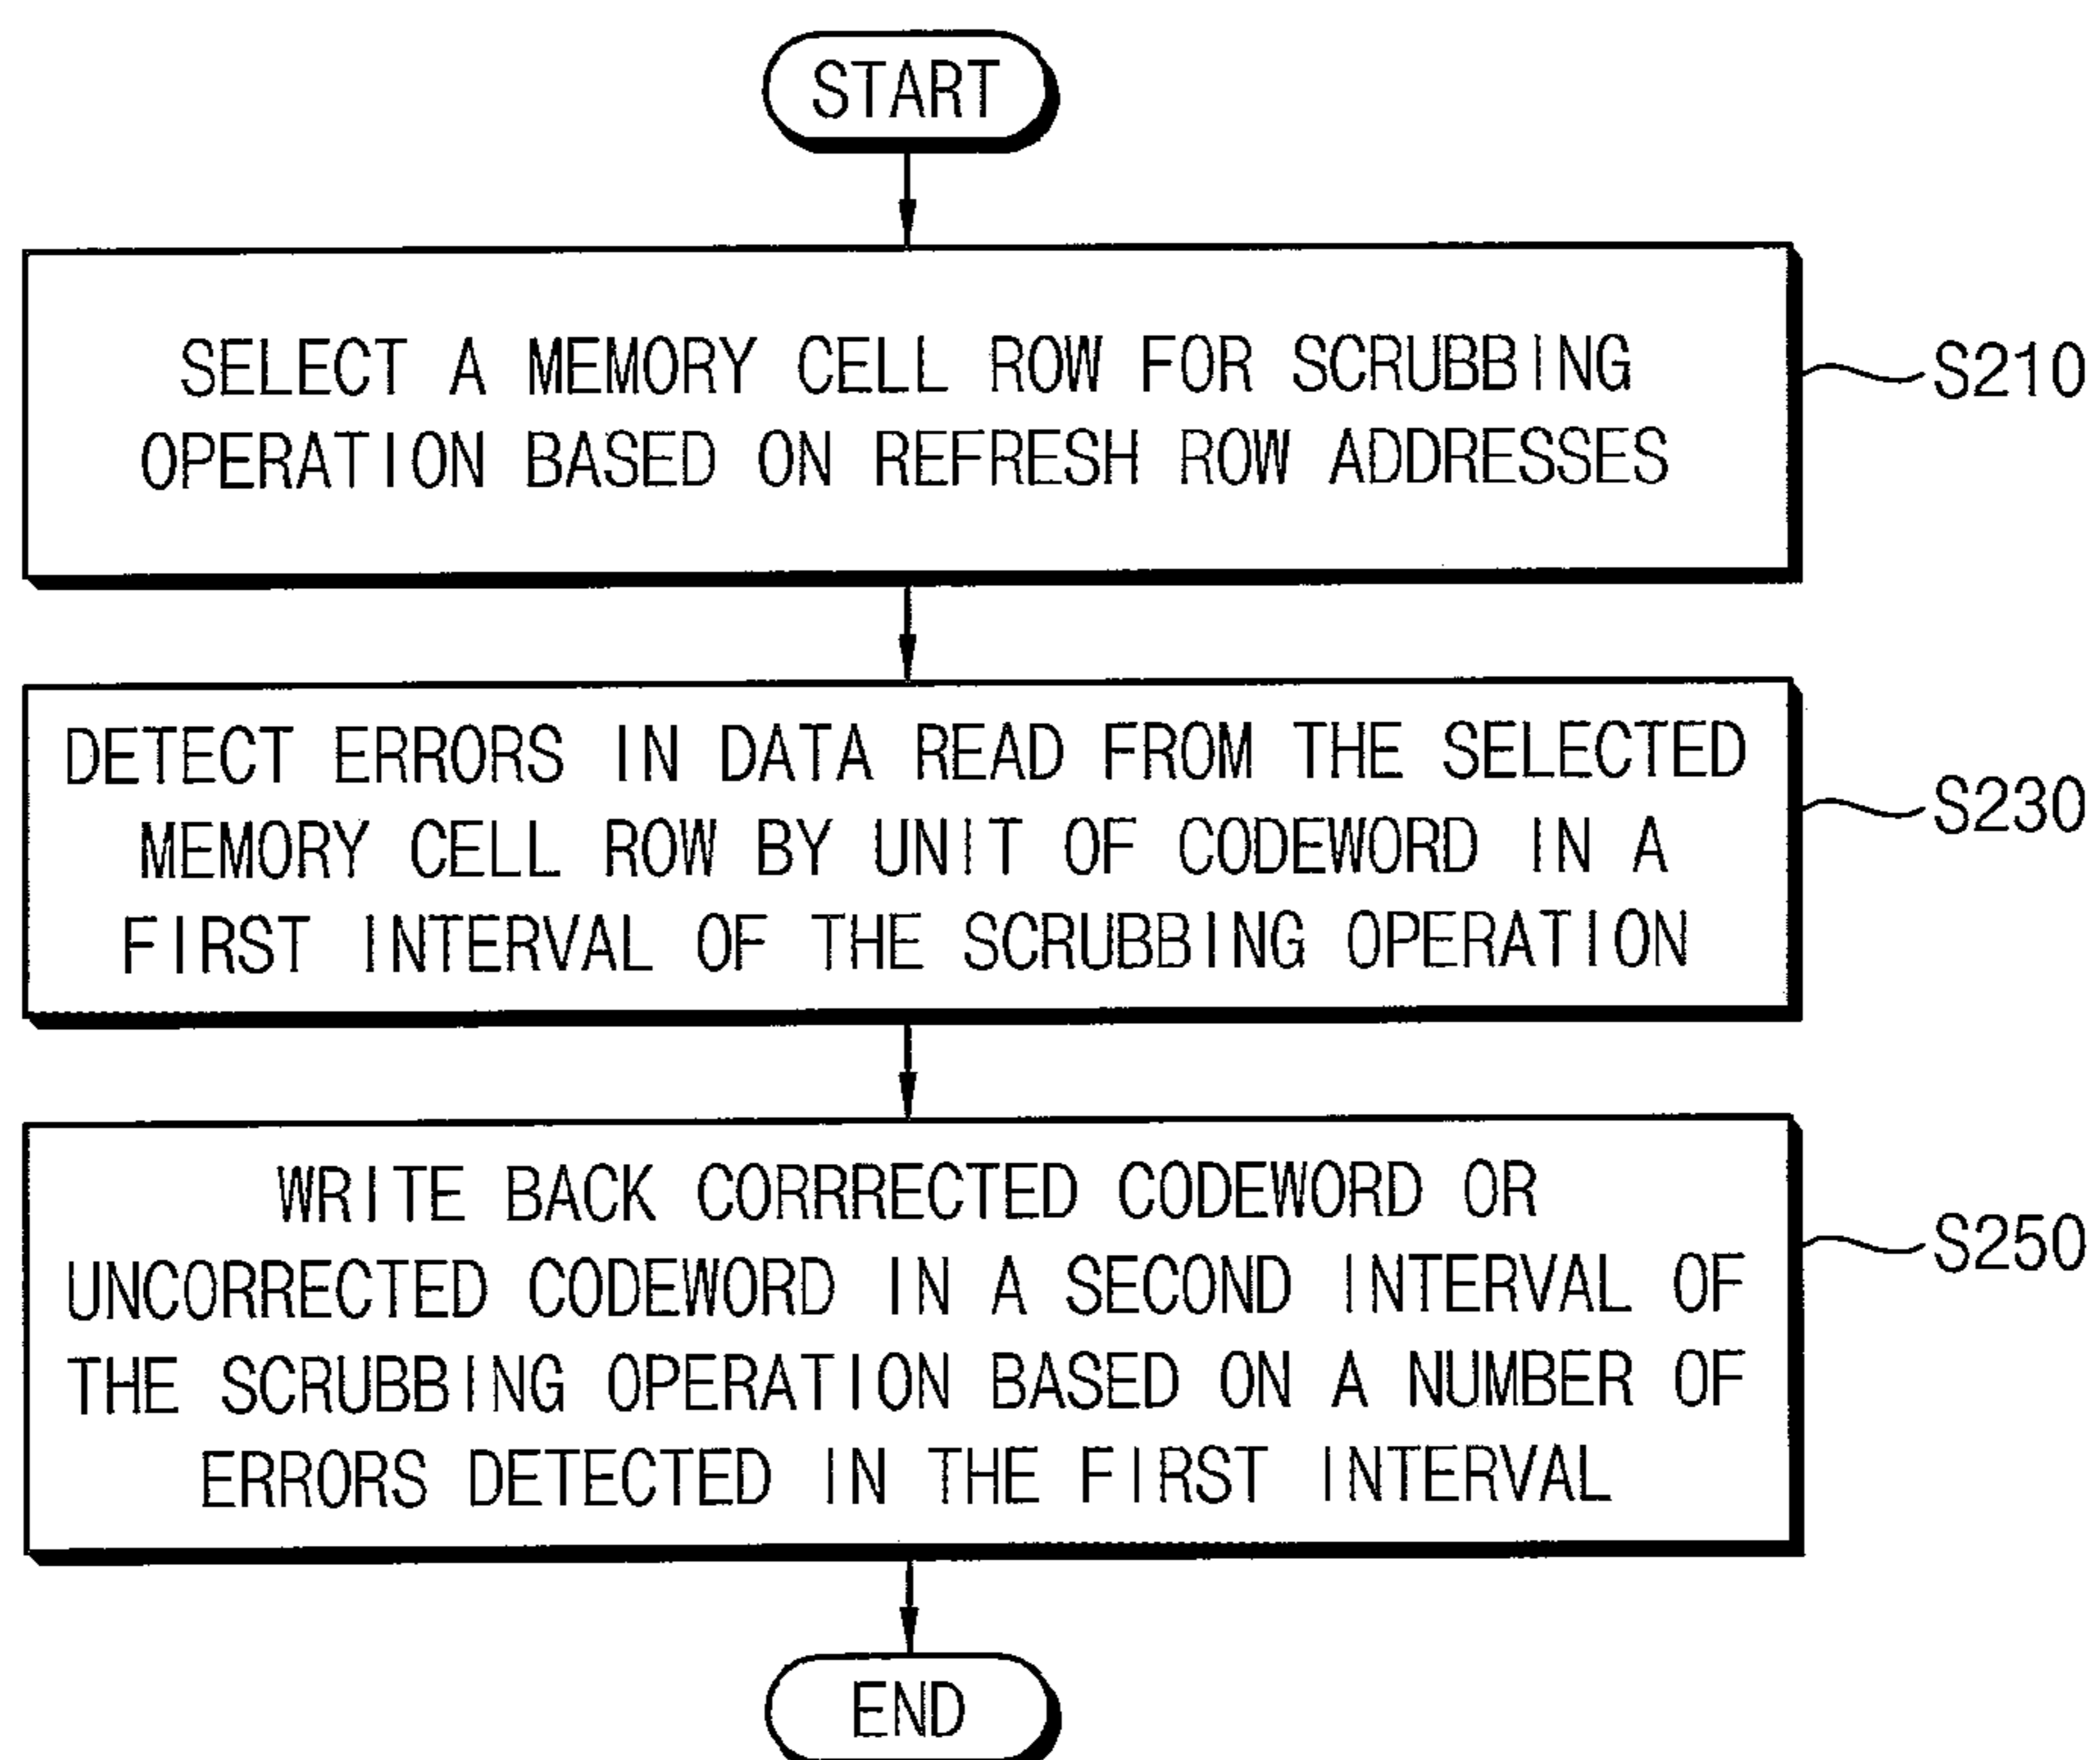 START
SELECT A MEMORY CELL ROW FOR SCRUBBING
OPERATION BASED ON REFRESH ROW ADDRESSES
S210
DETECT ERRORS IN DATA READ FROM THE SELECTED
MEMORY CELL ROW BY UNIT OF CODEWORD IN A
FIRST INTERVAL OF THE SCRUBBING OPERATION
S230
WRITE BACK CORRRECTED CODEWORD OR
UNCORRECTED CODEWORD IN A SECOND INTERVAL OF
THE SCRUBBING OPERATION BASED ON A NUMBER OF
ERRORS DETECTED IN THE FIRST INTERVAL
S250
END